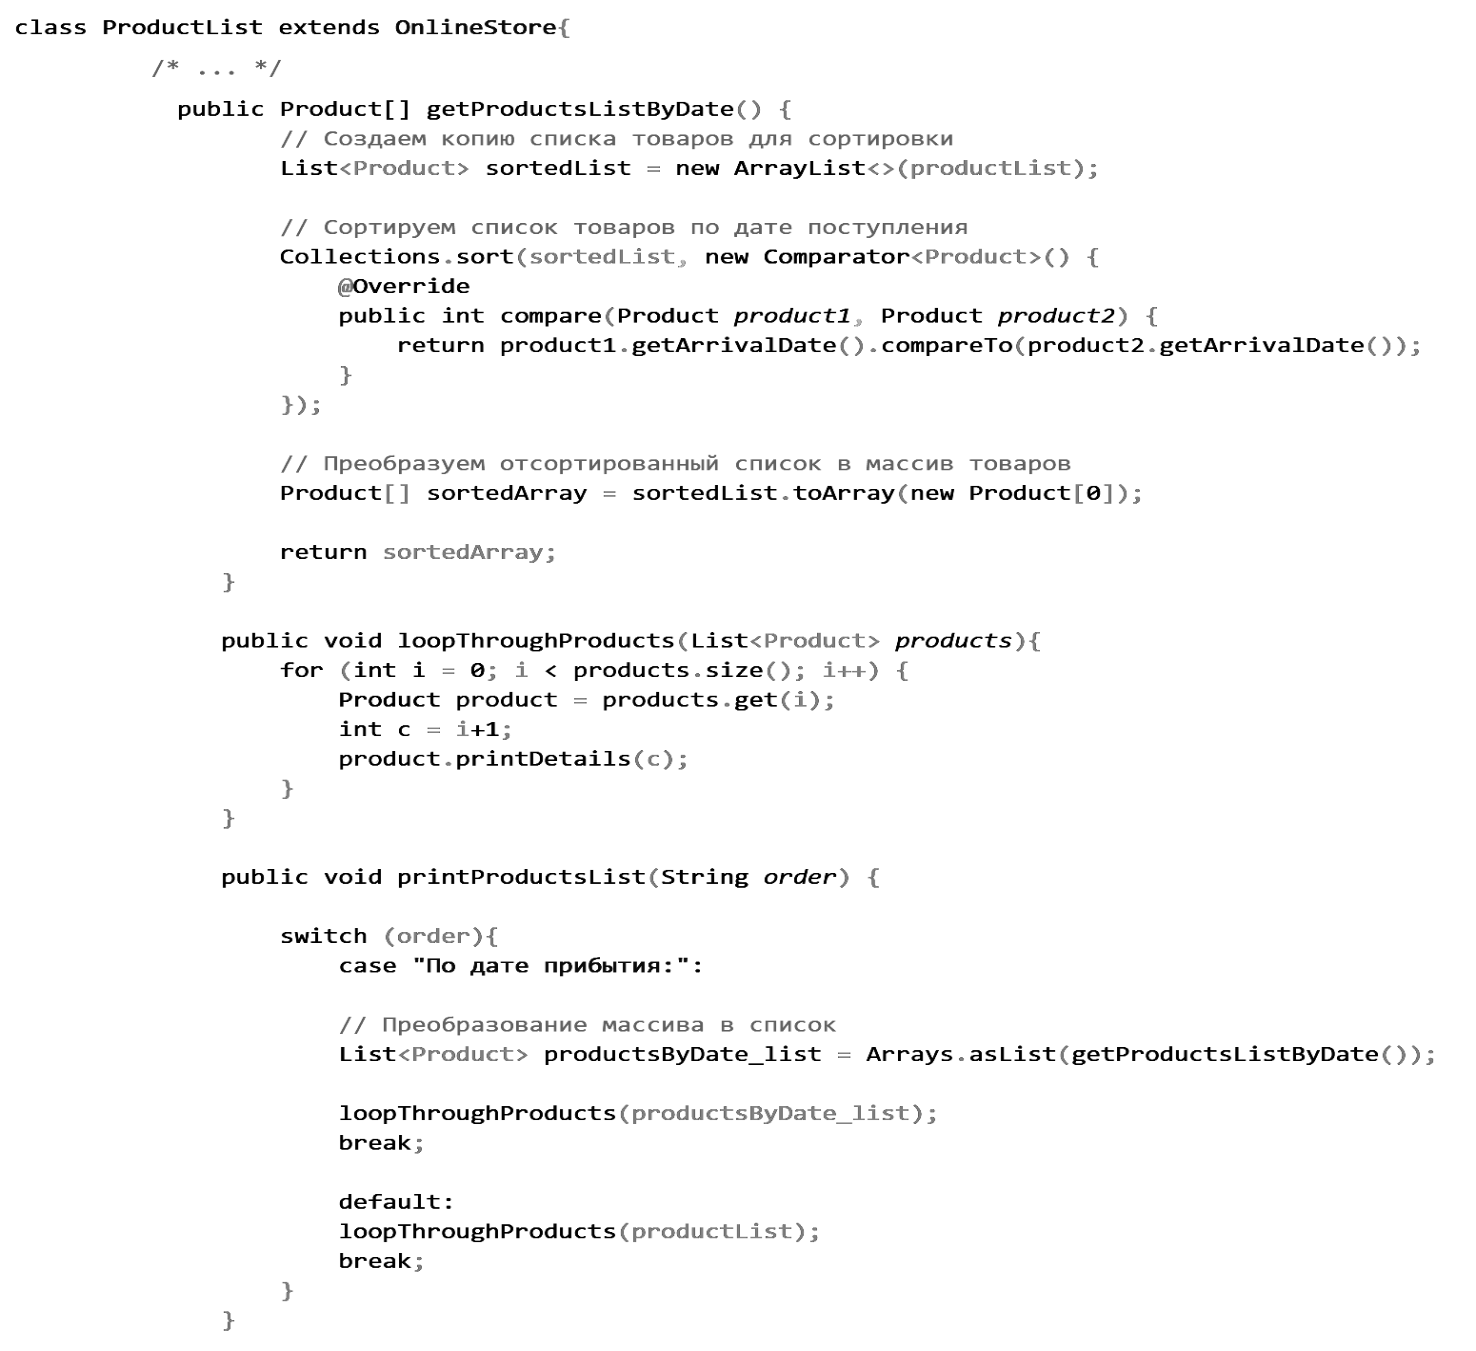 class ProductList extends OnlineStore{
/* ... */
public Product[] getProductsListByDate() {
// Создаем копию списка товаров для сортировки
List<Product> sortedList = new ArrayList<>(productList);
// Сортируем список товаров по дате поступления
Collections.sort(sortedList, new Comparator<Product>() {
@Override
public int compare(Product product1, Product product2) {
return product1.getArrivalDate().compareTo(product2.getArrivalDate());
}
});
// Преобразуем отсортированный список в массив товаров
Product[] sortedArray = sortedList.toArray(new Product[0]);
return sortedArray;
}
public void loopThroughProducts(List<Product> products){
for (int i = 0; i < products.size(); i++) {
Product product = products.get(i);
int c = i+1;
product.printDetails(c);
}
}
public void printProductsList(String order) {
switch (order){
case "По дате прибытия:":
// Преобразование массива в список
List<Product> productsByDate_list = Arrays.asList(getProductsListByDate());
loopThroughProducts(productsByDate_list);
break;
default:
loopThroughProducts(productList);
break;
}
}